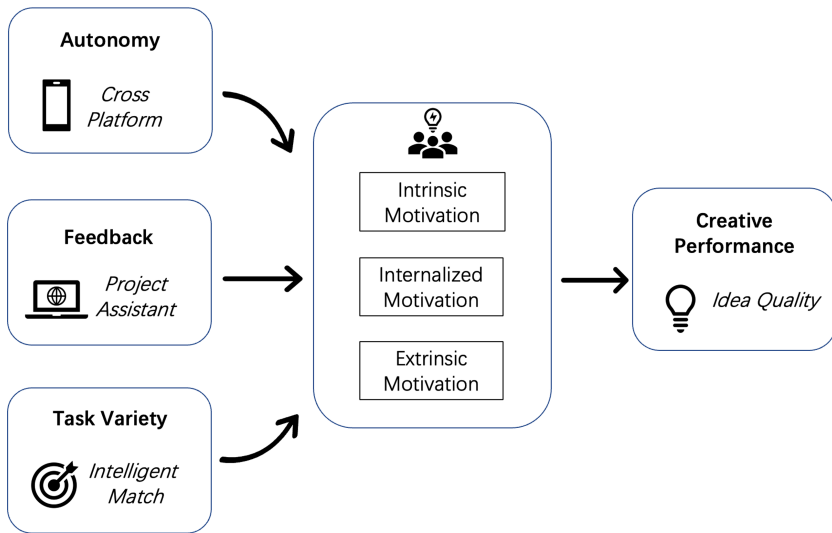 Autonomy
Cross
Platform
Feedback
Project
Assistant
Task Variety
Intelligent
Match
Intrinsic
Motivation
Internalized
Motivation
Extrinsic
Motivation
Creative
Performance
Idea Quality